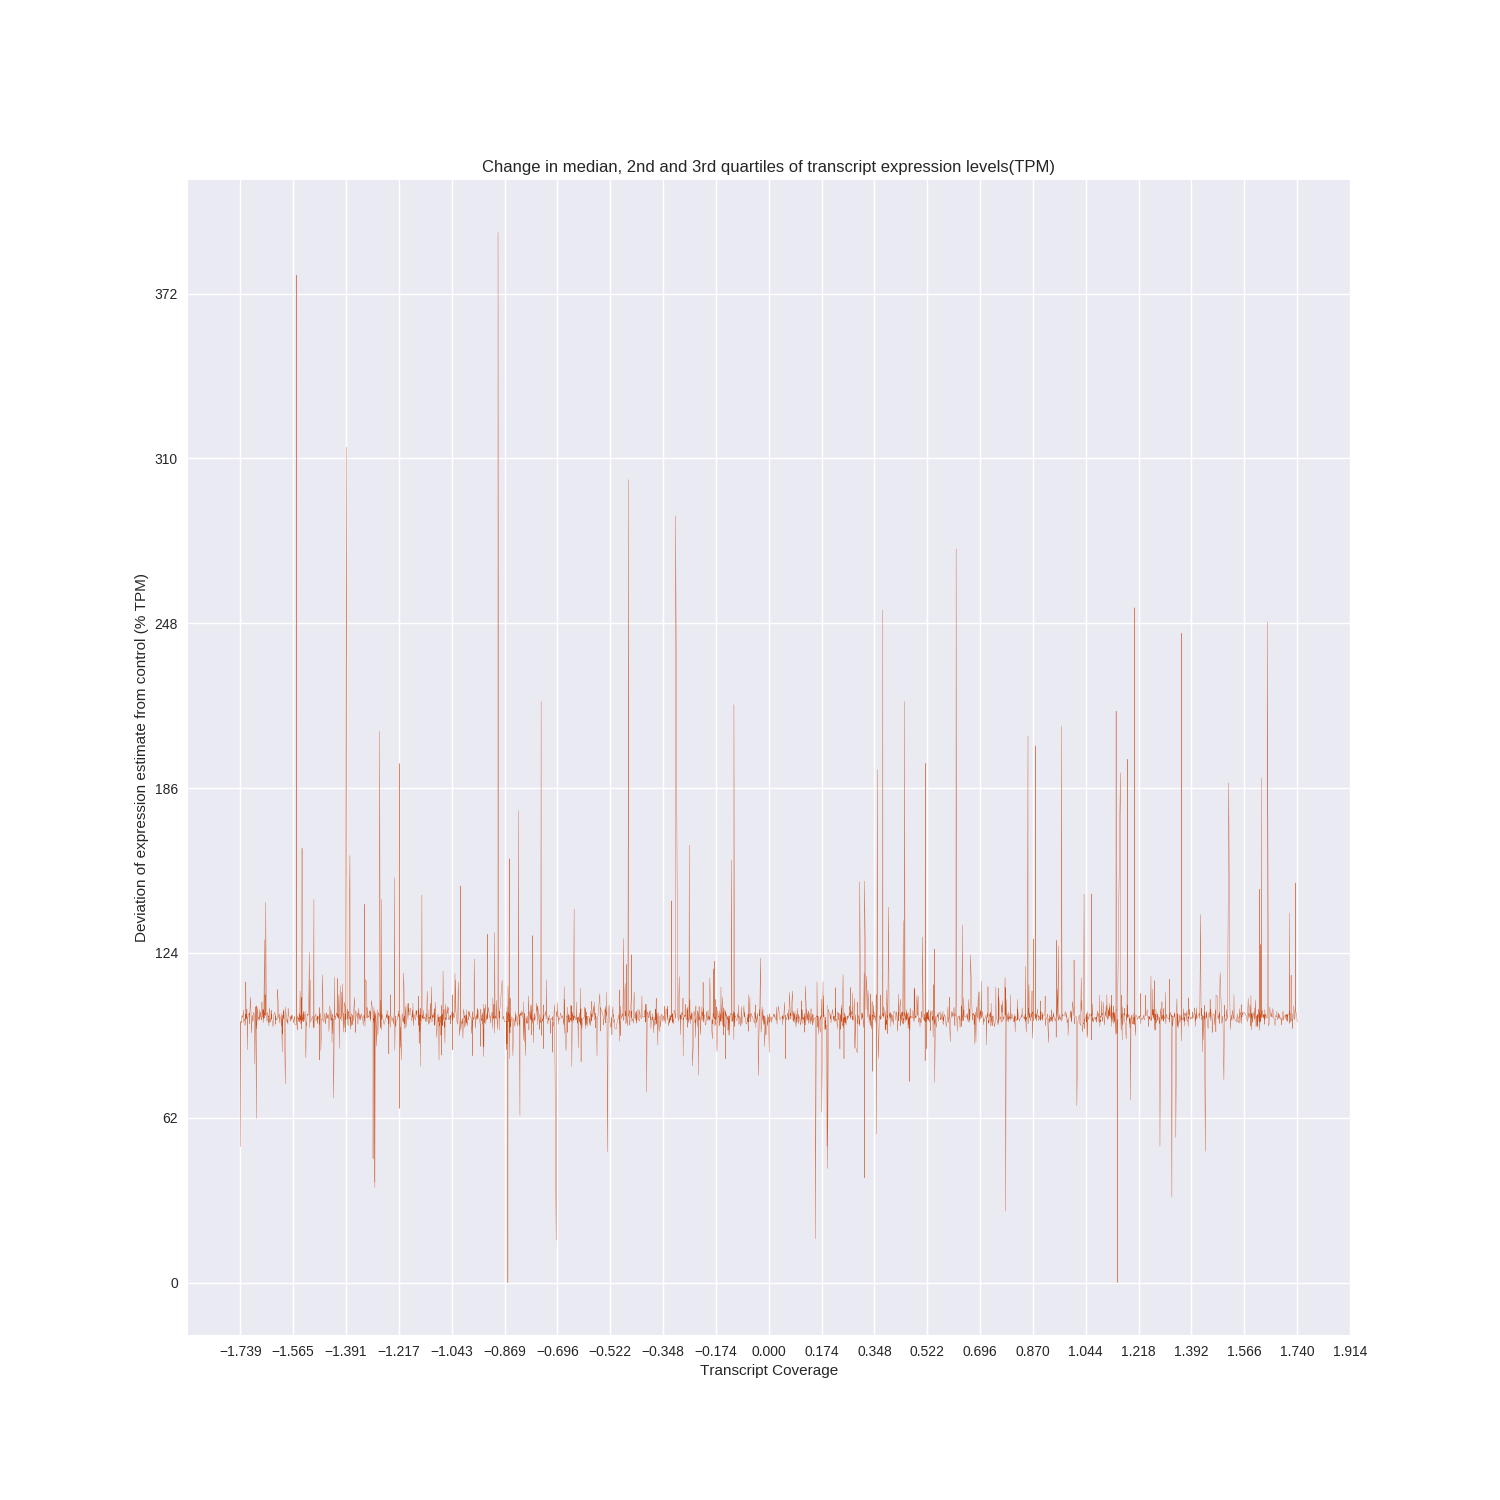 Change in median, 2nd and 3rd quartiles of transcript expression levels(TPM)
Deviation of expression estimate from control (% TPM)
372
310
248
186
124
62
0
−1.739 −1.565 −1.391 −1.217 −1.043 −0.869 −0.696 −0.522 −0.348 −0.174 0.000 0.174 0.348 0.522 0.696 0.870 1.044 1.218 1.392 1.566 1.740 1.914
Transcript Coverage